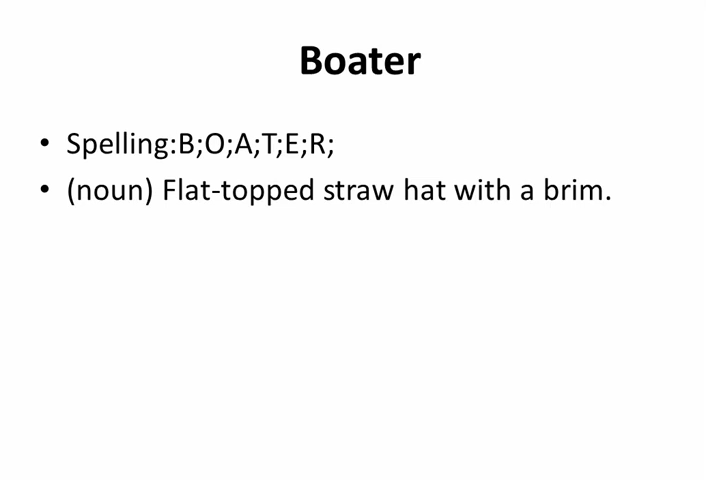 Boater
• Spelling:B;O;A;T;E;R;
• (noun) Flat-topped straw hat with a brim.